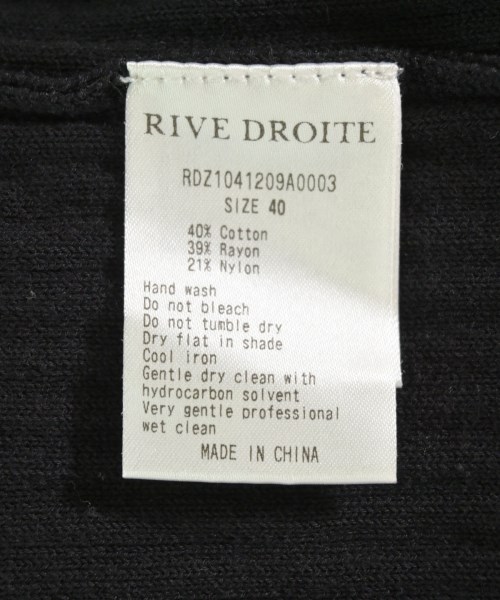 RIVE DROITE
RDZ1041209A0003
SIZE 40
40% Cotton
39% Rayon
21% Nylon
Hand wash
Do not bleach
Do not tumble dry
Dry flat in shade
Cool iron
Gentle dry clean with
hydrocarbon solvent
Very gentle professional
wet clean
MADE IN CHINA